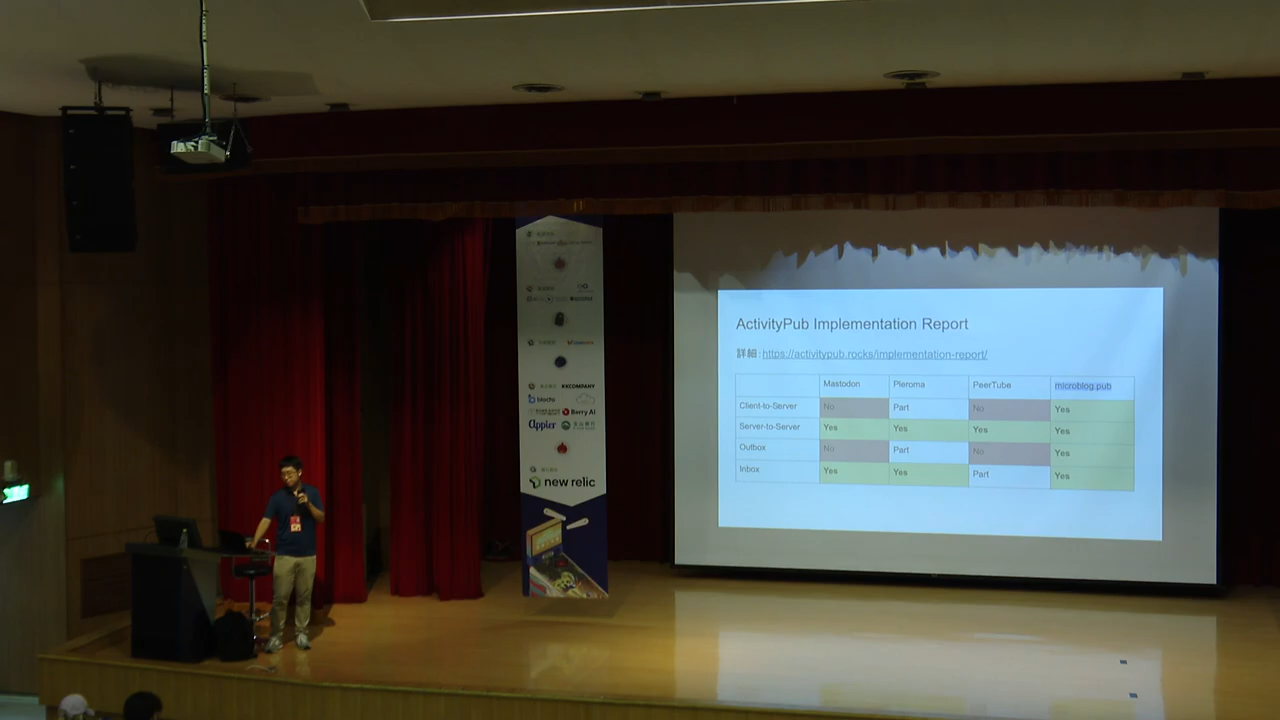 ActivityPub Implementation Report
詳細：https://activitypub.rocks/implementation-report/
Mastodon Pleroma PeerTube microblog.pub
Client-to-Server No Part No Yes
Server-to-Server Yes Yes Yes Yes
Outbox No Part No Yes
Inbox Yes Yes Part Yes
KKCOMPANY
blocto
Berry AI
Appier
new relic